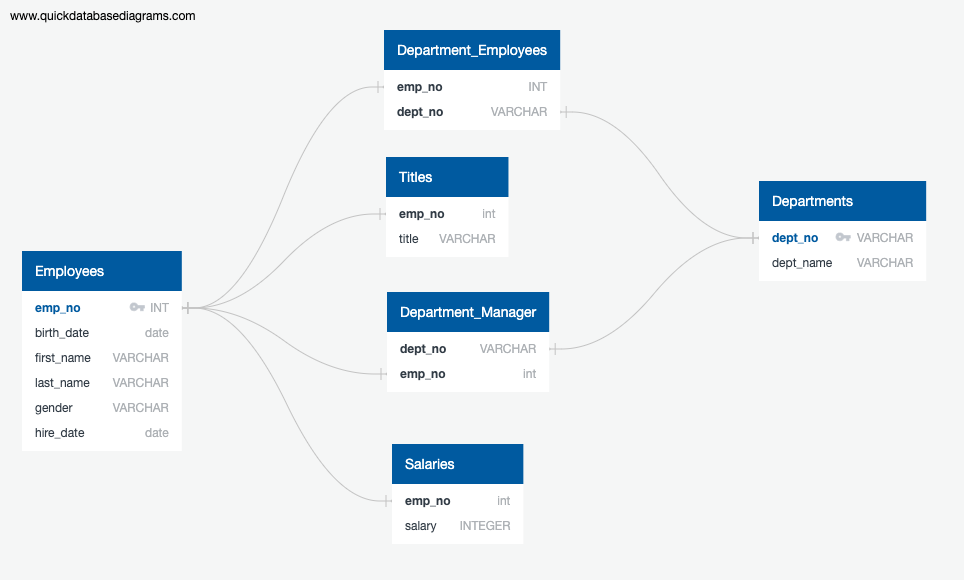 www.quickdatabasediagrams.com
Department_Employees
emp_no INT
dept_no VARCHAR
Titles
emp_no int
title VARCHAR
Departments
dept_no VARCHAR
dept_name VARCHAR
Employees
emp_no INT
birth_date date
first_name VARCHAR
last_name VARCHAR
gender VARCHAR
hire_date date
Department_Manager
dept_no VARCHAR
emp_no int
Salaries
emp_no int
salary INTEGER